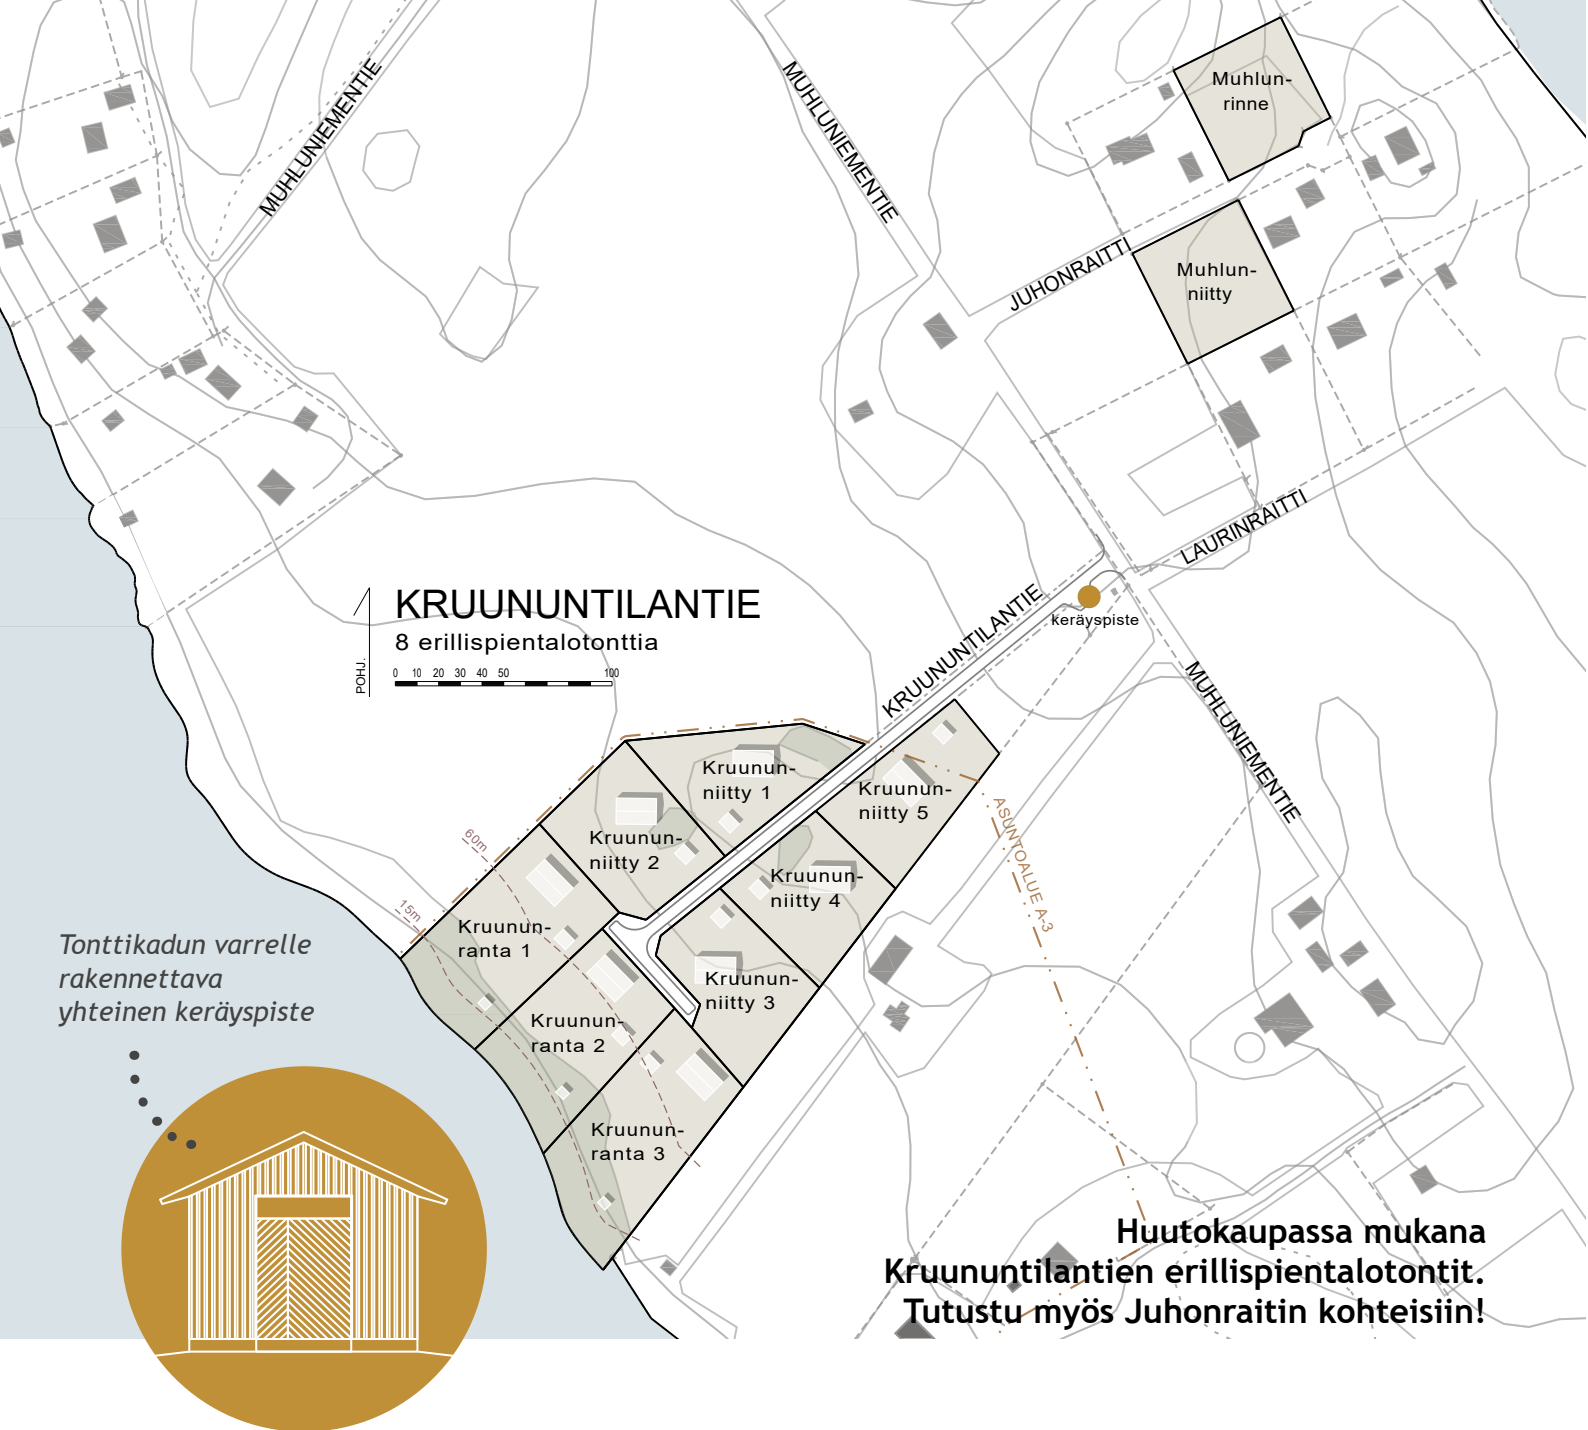 MUHLUNIEMENTIE
MUHLUNIEMENTIE
Muhlun-
rinne
JUHONRAITTI
Muhlun-
niitty
LAURINRAITTI
KRUUNUNTILANTIE
8 erillispientalotonttia
POHJ.
0 10 20 30 40 50 100
KRUUNUNTILANTIE
keräyspiste
MUHLUNIEMENTIE
Kruunun-
niitty 1
Kruunun-
niitty 5
Kruunun-
niitty 2
Kruunun-
niitty 4
60m
15m
ASUNTOALUE A-3
Kruunun-
ranta 1
Kruunun-
niitty 3
Kruunun-
ranta 2
Kruunun-
ranta 3
Tonttikadun varrelle
rakennettava
yhteinen keräyspiste
Huutokaupassa mukana
Kruununtilantien erillispientalotontit.
Tutustu myös Juhonraitin kohteisiin!